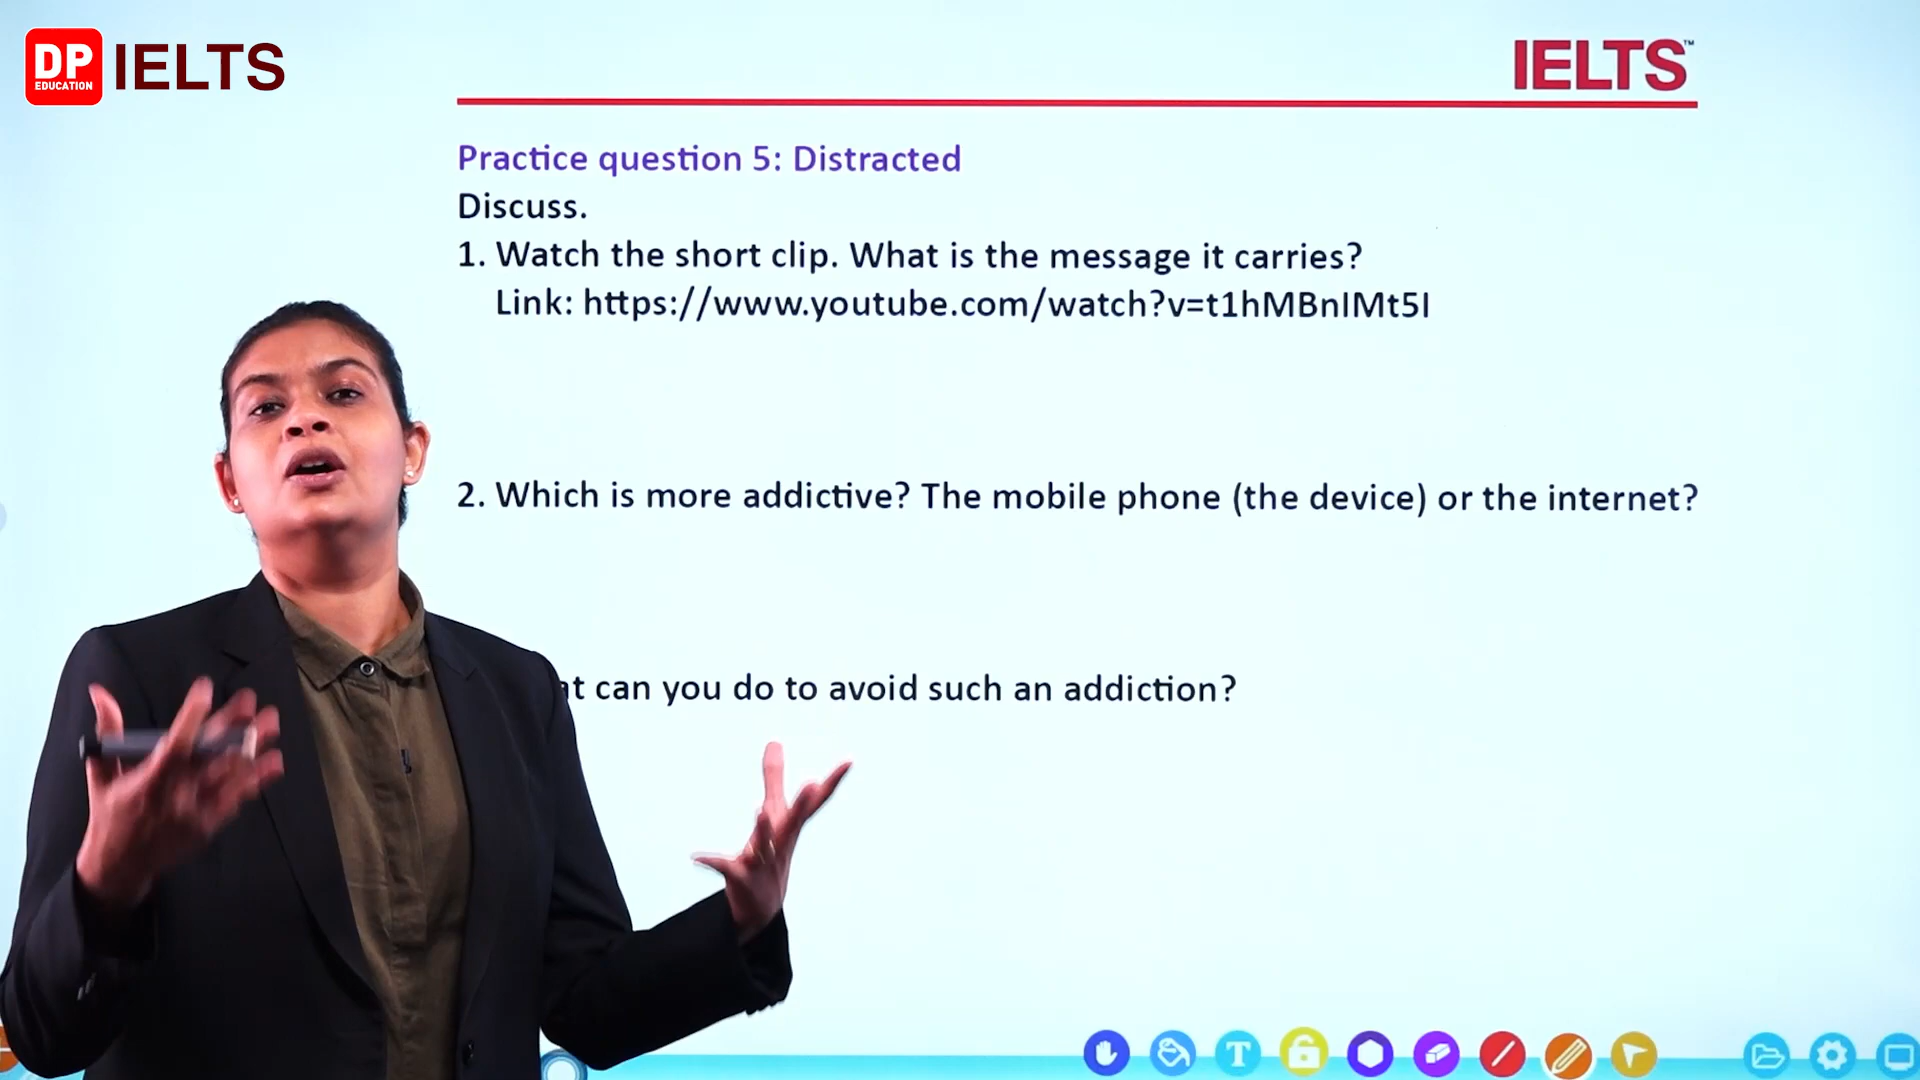 DP
EDUCATION
IELTS
IELTS™
Practice question 5: Distracted
Discuss.
1. Watch the short clip. What is the message it carries?
Link: https://www.youtube.com/watch?v=t1hMBnIMt5I
2. Which is more addictive? The mobile phone (the device) or the internet?
can you do to avoid such an addiction?
T